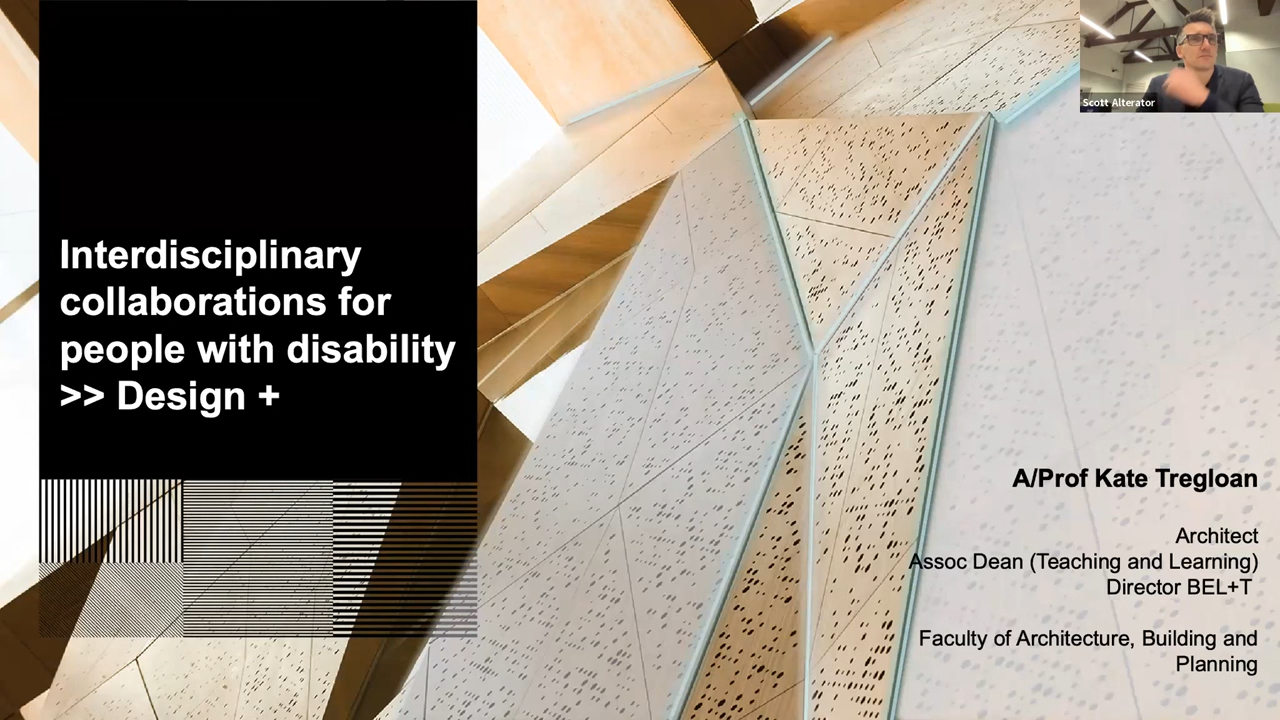 Scott Alterator
Interdisciplinary
collaborations for
people with disability
>> Design +
A/Prof Kate Tregloan
Architect
Assoc Dean (Teaching and Learning)
Director BEL+T
Faculty of Architecture, Building and
Planning